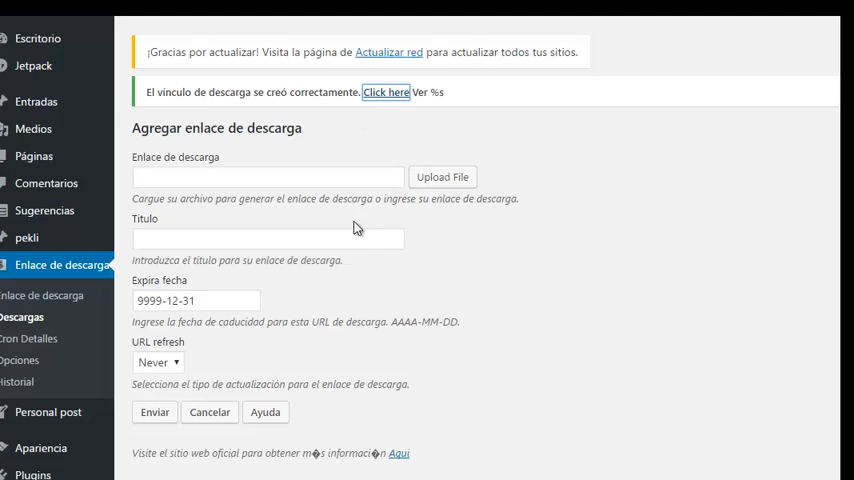 Escritorio
Jetpack
Entradas
Medios
Páginas
Comentarios
Sugerencias
pekli
Enlace de descarga
Enlace de descarga
Descargas
Cron Detalles
Opciones
Historial
Personal post
Apariencia
Plugins
¡Gracias por actualizar! Visita la página de Actualizar red para actualizar todos tus sitios.
El vínculo de descarga se creó correctamente. Click here Ver %s
Agregar enlace de descarga
Enlace de descarga
Upload File
Cargue su archivo para generar el enlace de descarga o ingrese su enlace de descarga.
Titulo
Introduzca el título para su enlace de descarga.
Expira fecha
9999-12-31
Ingrese la fecha de caducidad para esta URL de descarga. AAAA-MM-DD.
URL refresh
Never
Selecciona el tipo de actualización para el enlace de descarga.
Enviar Cancelar Ayuda
Visite el sitio web oficial para obtener m�s informaci�n Aqui